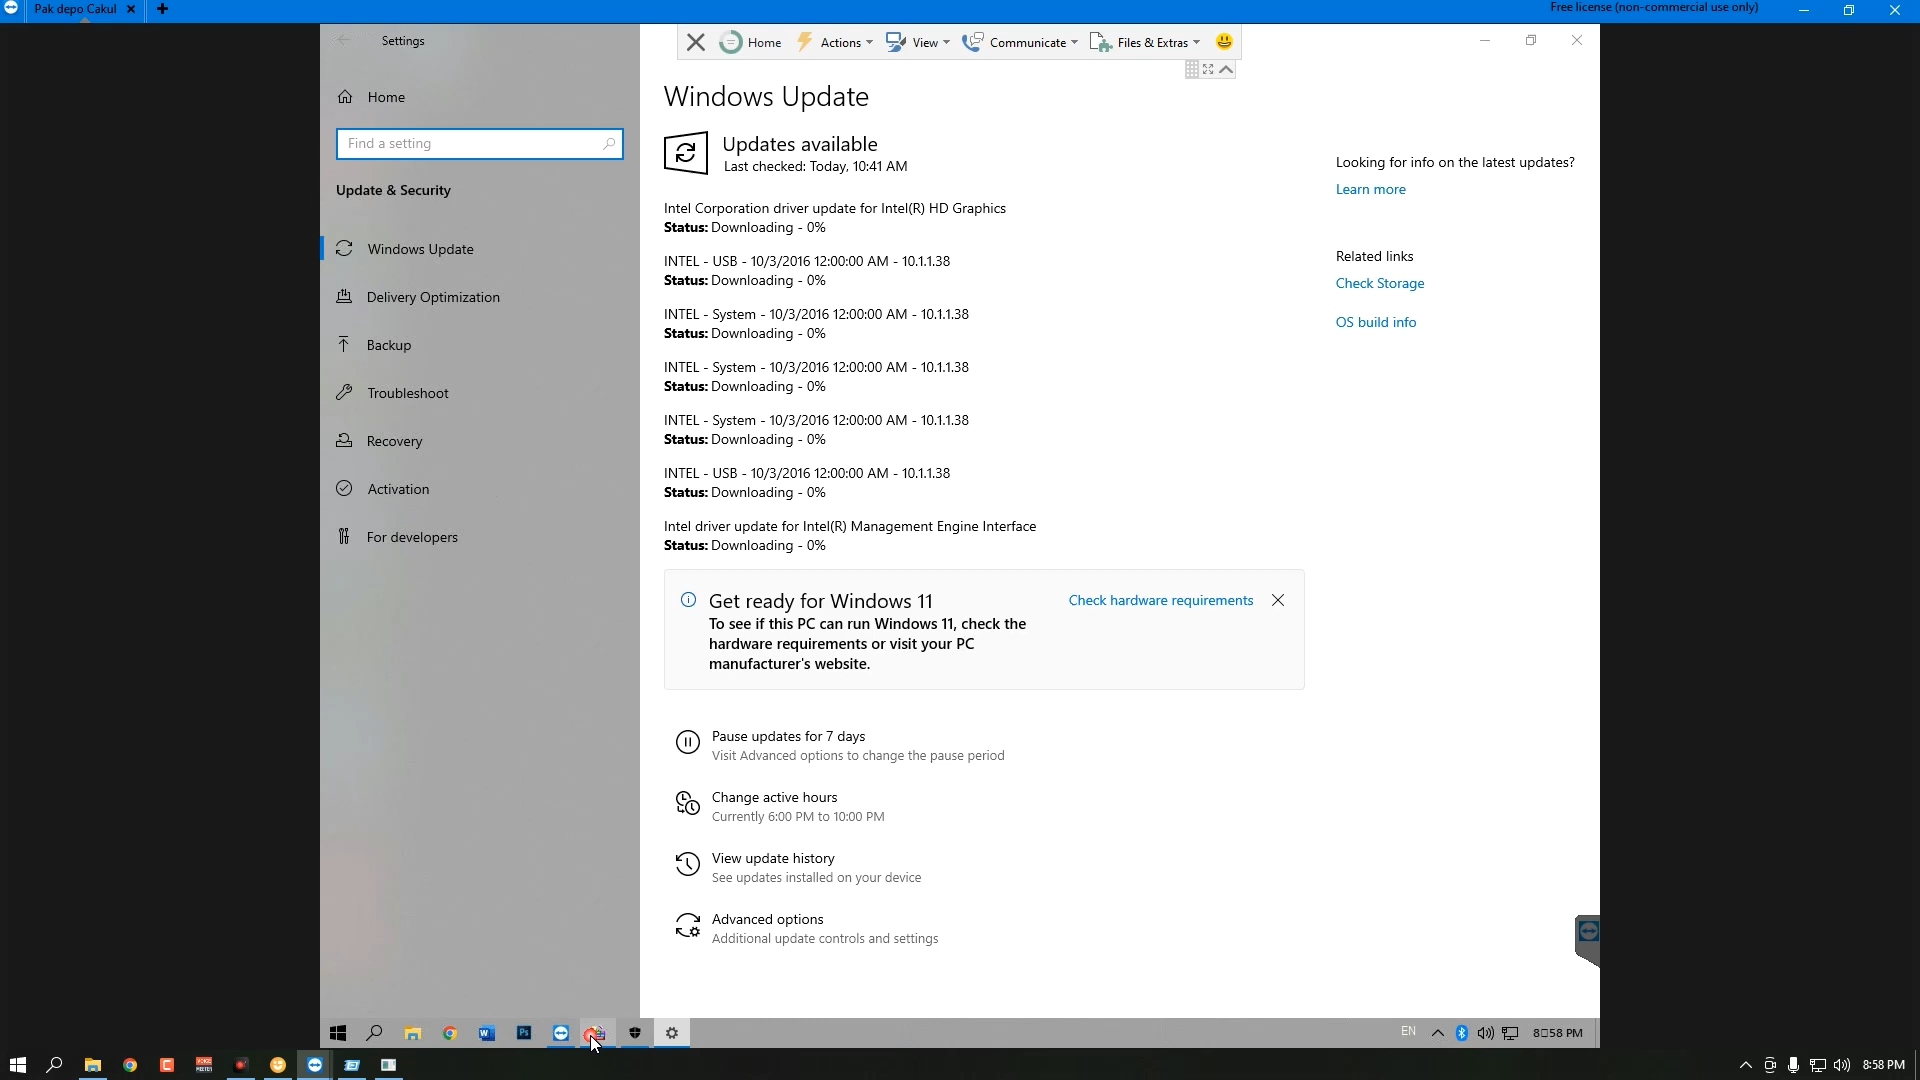 Pak depo Cakul
Free license (non-commercial use only)
Settings
Home
Actions
View
Communicate
Files & Extras
Home
Find a setting
Update & Security
Windows Update
Delivery Optimization
Backup
Troubleshoot
Recovery
Activation
For developers
Windows Update
Updates available
Last checked: Today, 10:41 AM
Intel Corporation driver update for Intel(R) HD Graphics
Status: Downloading - 0%
INTEL - USB - 10/3/2016 12:00:00 AM - 10.1.1.38
Status: Downloading - 0%
INTEL - System - 10/3/2016 12:00:00 AM - 10.1.1.38
Status: Downloading - 0%
INTEL - System - 10/3/2016 12:00:00 AM - 10.1.1.38
Status: Downloading - 0%
INTEL - System - 10/3/2016 12:00:00 AM - 10.1.1.38
Status: Downloading - 0%
INTEL - USB - 10/3/2016 12:00:00 AM - 10.1.1.38
Status: Downloading - 0%
Intel driver update for Intel(R) Management Engine Interface
Status: Downloading - 0%
Get ready for Windows 11
Check hardware requirements
To see if this PC can run Windows 11, check the
hardware requirements or visit your PC
manufacturer's website.
Pause updates for 7 days
Visit Advanced options to change the pause period
Change active hours
Currently 6:00 PM to 10:00 PM
View update history
See updates installed on your device
Advanced options
Additional update controls and settings
Looking for info on the latest updates?
Learn more
Related links
Check Storage
OS build info
EN
8□58 PM
8:58 PM